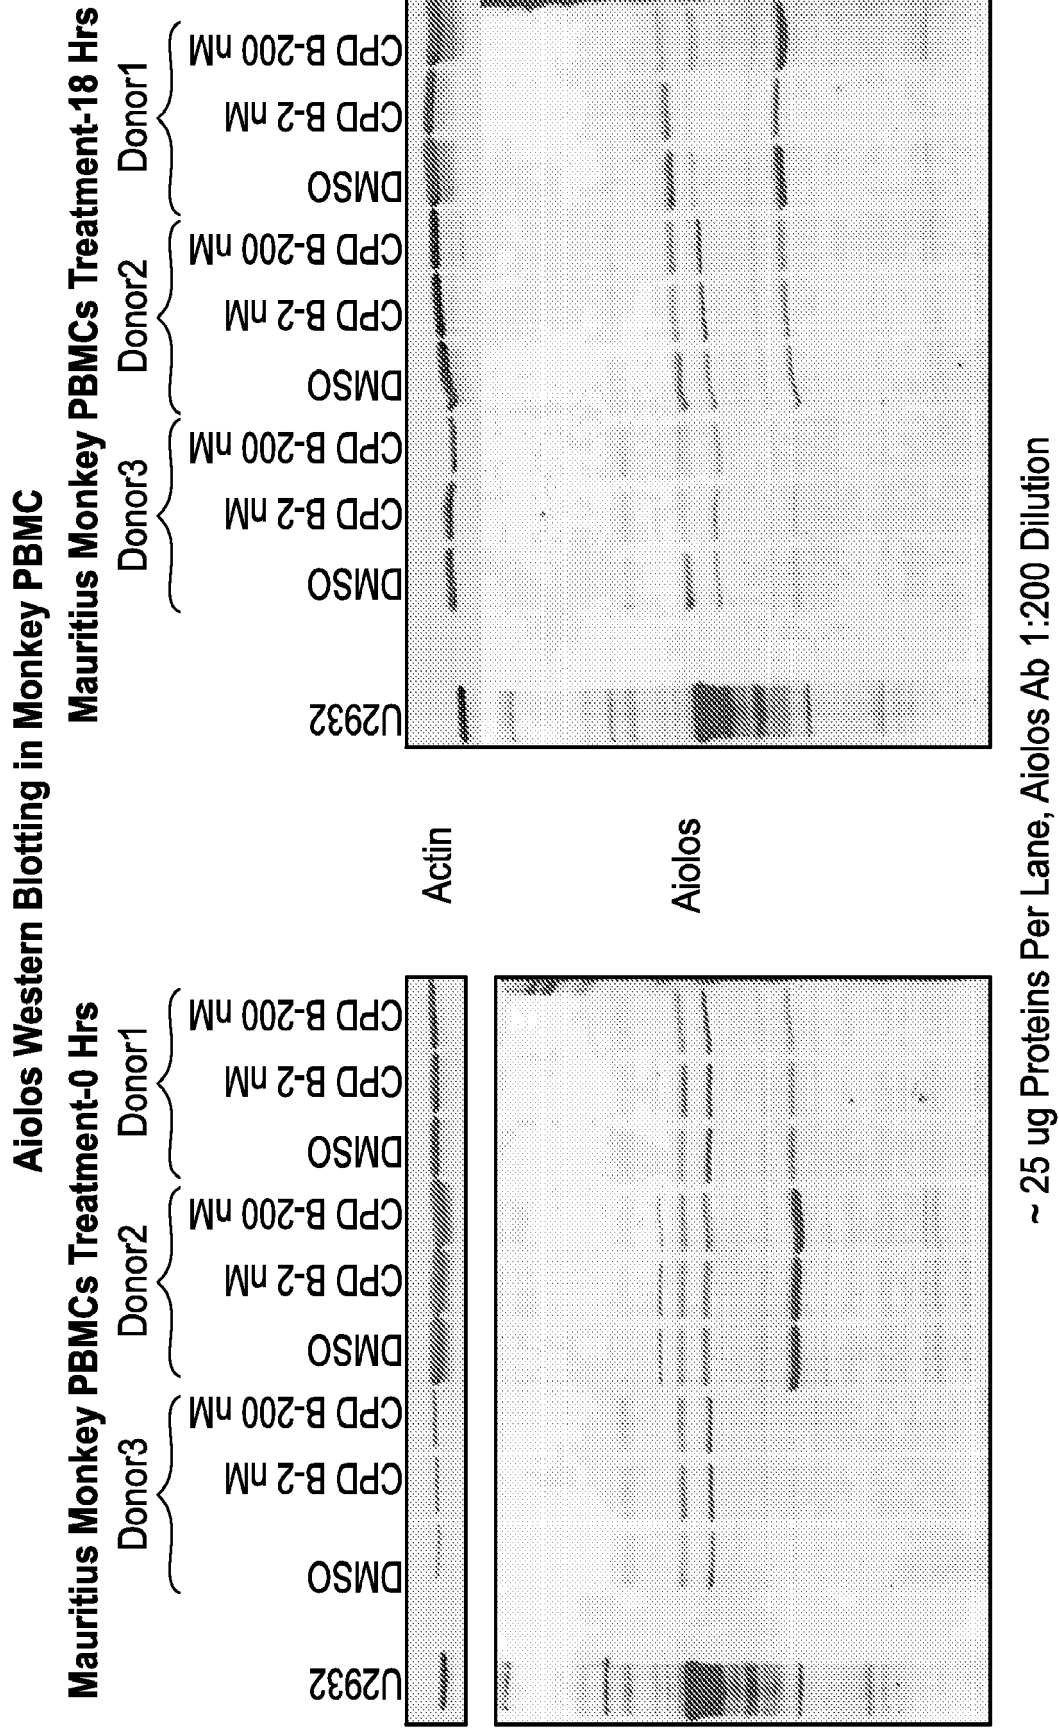 Aiolos Western Blotting in Monkey PBMC
Mauritius Monkey PBMCs Treatment-0 Hrs
Donor3
Donor2
Donor1
U2932
DMSO
CPD B-2 nM
CPD B-200 nM
DMSO
CPD B-2 nM
CPD B-200 nM
DMSO
CPD B-2 nM
CPD B-200 nM
Actin
Aiolos
Mauritius Monkey PBMCs Treatment-18 Hrs
Donor3
Donor2
Donor1
U2932
DMSO
CPD B-2 nM
CPD B-200 nM
DMSO
CPD B-2 nM
CPD B-200 nM
DMSO
CPD B-2 nM
CPD B-200 nM
~ 25 ug Proteins Per Lane, Aiolos Ab 1:200 Dilution